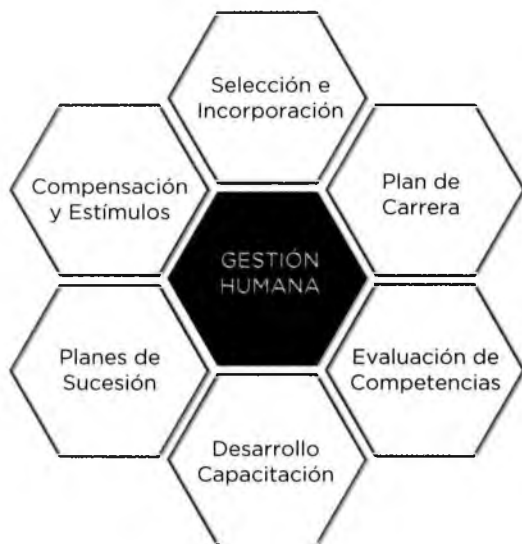 Selección e
Incorporación
Compensación
y Estímulos
Plan de
Carrera
GESTIÓN
HUMANA
Planes de
Sucesión
Evaluación de
Competencias
Desarrollo
Capacitación